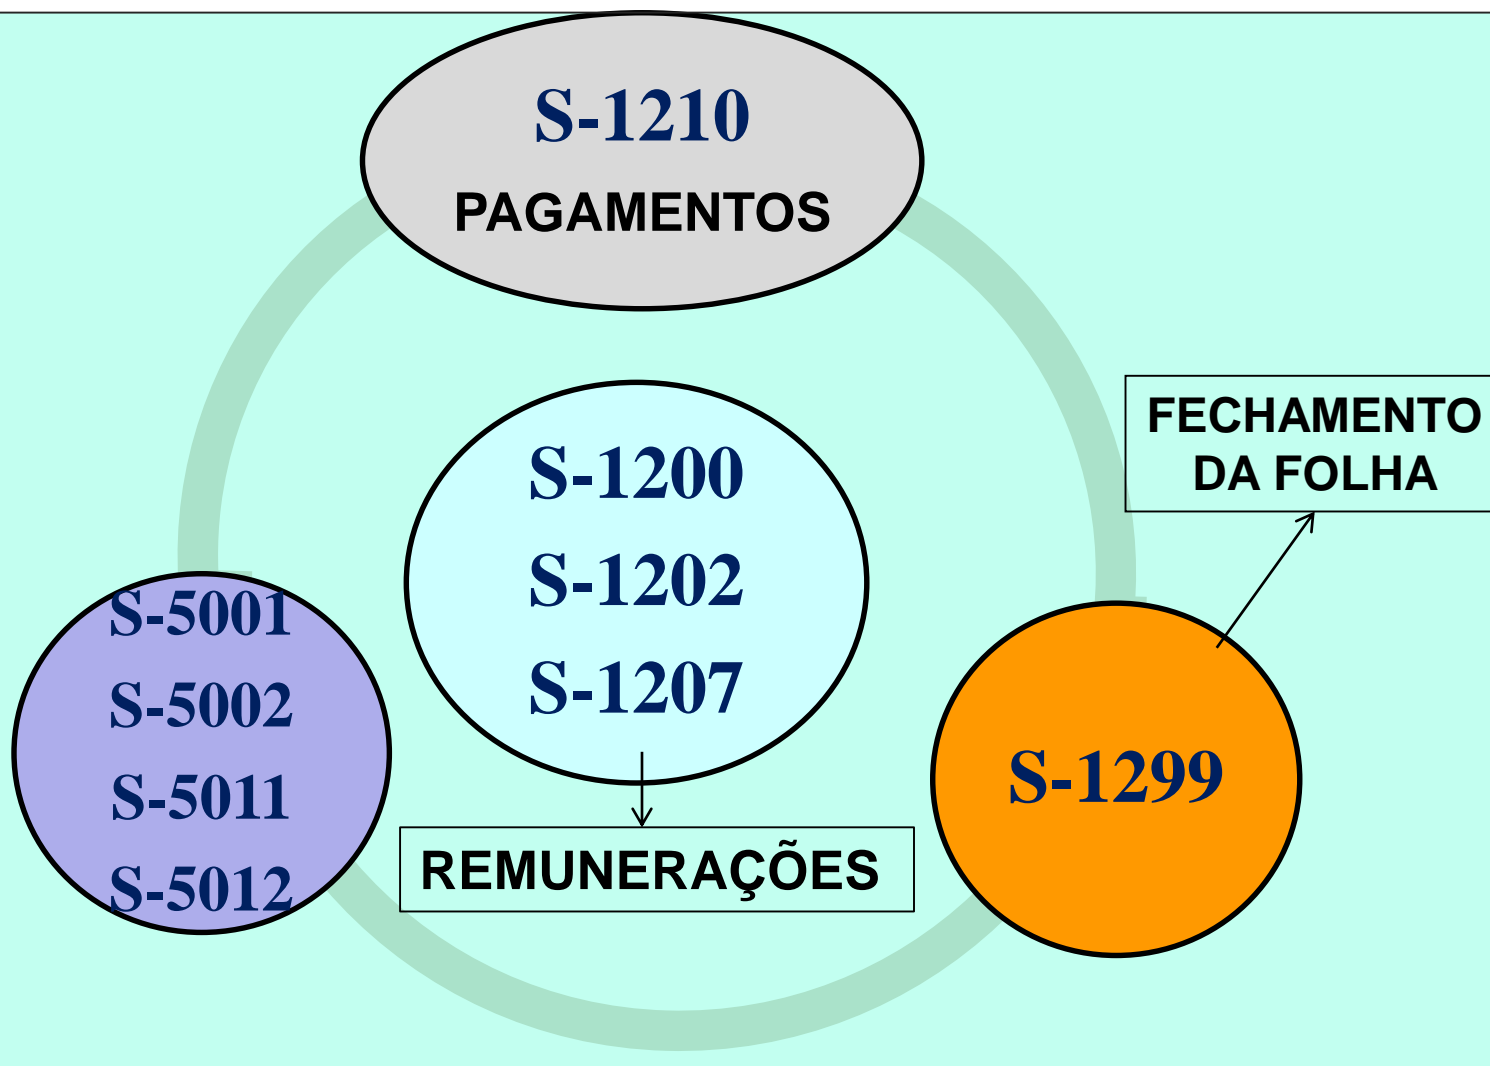 S-1210
PAGAMENTOS
S-1200
S-1202
S-1207
REMUNERAÇÕES
FECHAMENTO
DA FOLHA
S-1299
S-5001
S-5002
S-5011
S-5012